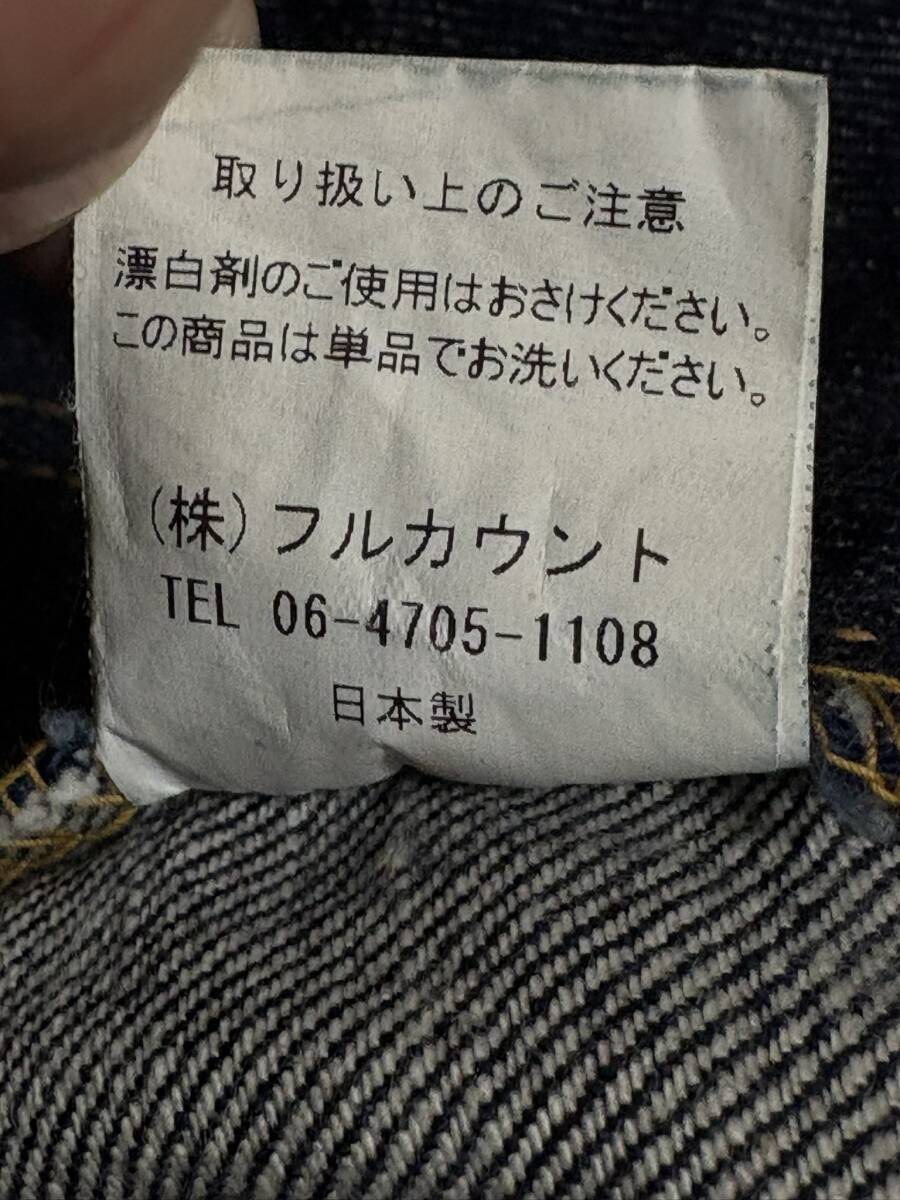 取り扱い上のご注意
漂白剤のご使用はおさけください。
この商品は単品でお洗いください。
(株)フルカウント
TEL 06-4705-1108
日本製